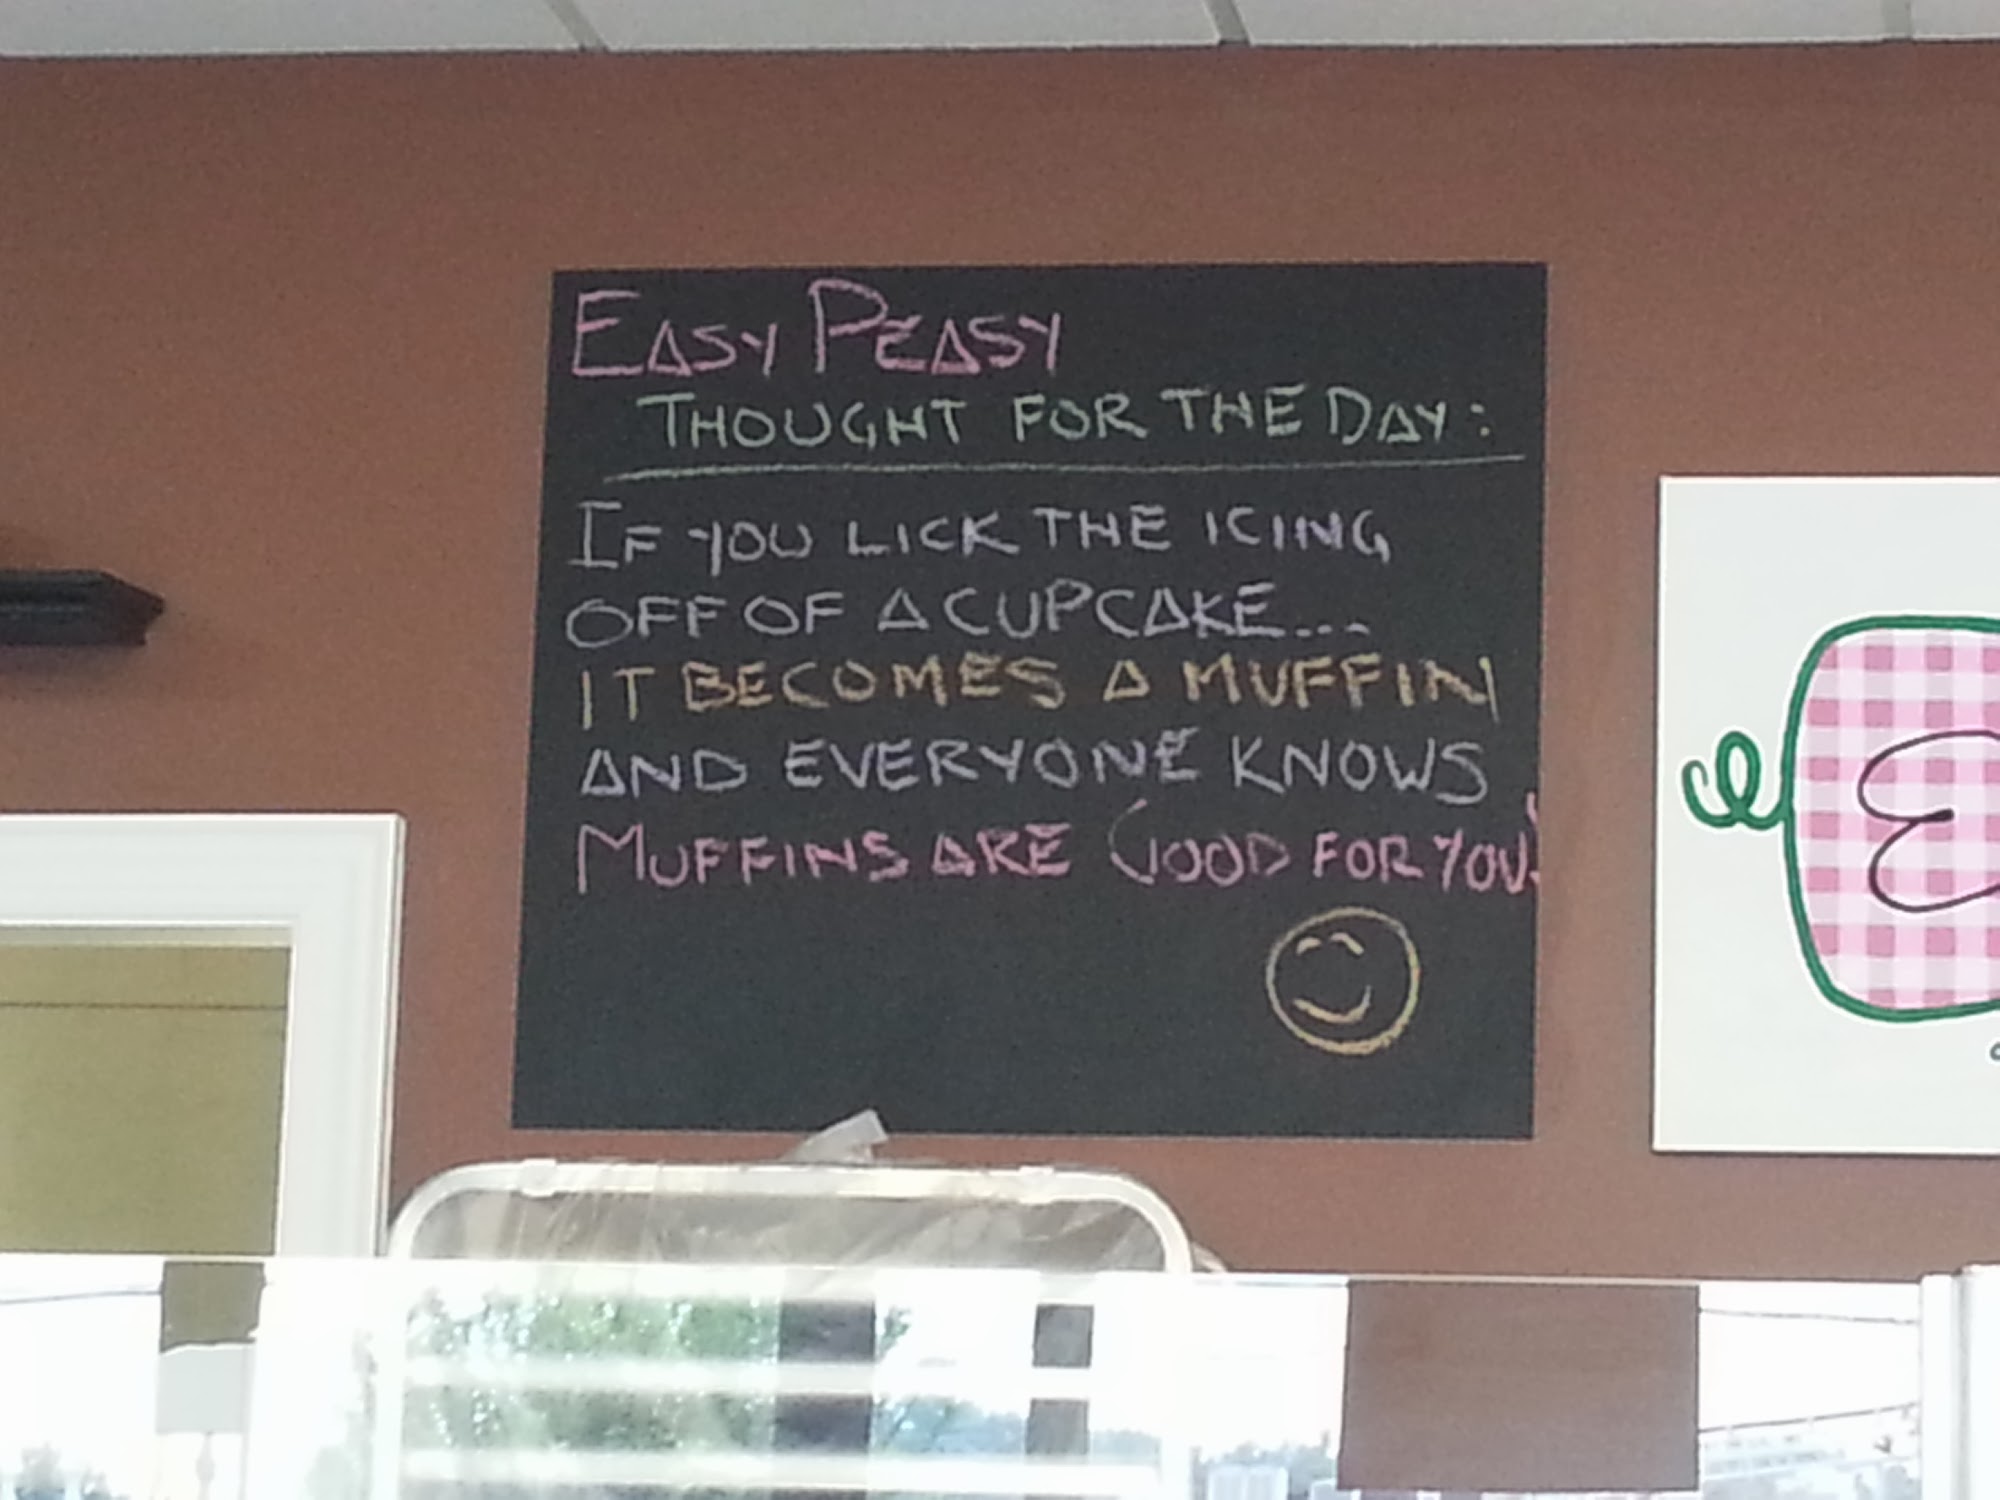 EASY PEASY
THOUGHT FOR THE DAY:
IF YOU LICK THE ICING
OFF OF A CUPCAKE...
IT BECOMES A MUFFIN
AND EVERYONE KNOWS
MUFFINS ARE GOOD FOR YOU!